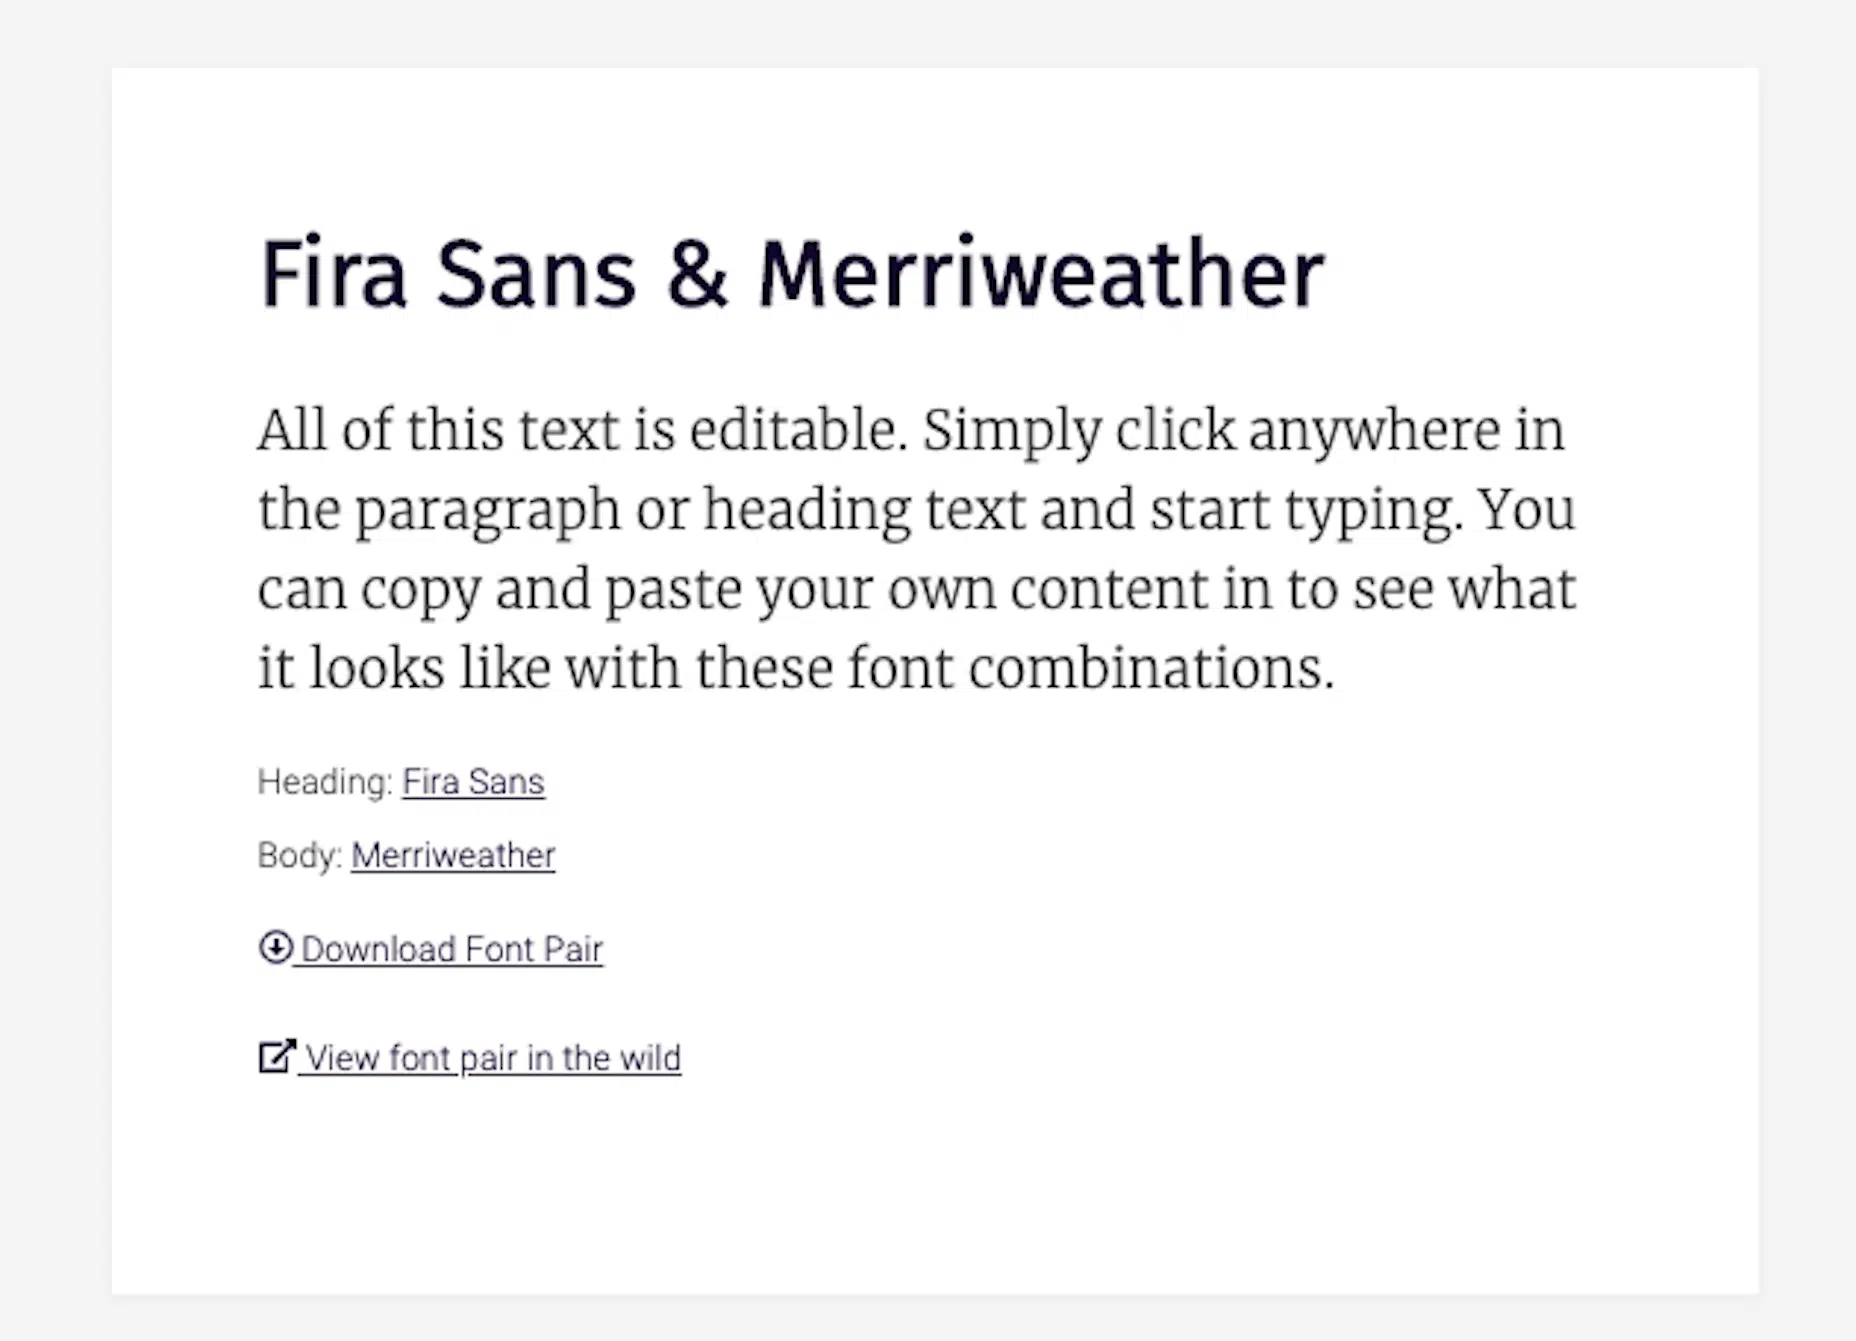 Fira Sans & Merriweather
All of this text is editable. Simply click anywhere in
the paragraph or heading text and start typing. You
can copy and paste your own content in to see what
it looks like with these font combinations.
Heading: Fira Sans
Body: Merriweather
Download Font Pair
View font pair in the wild